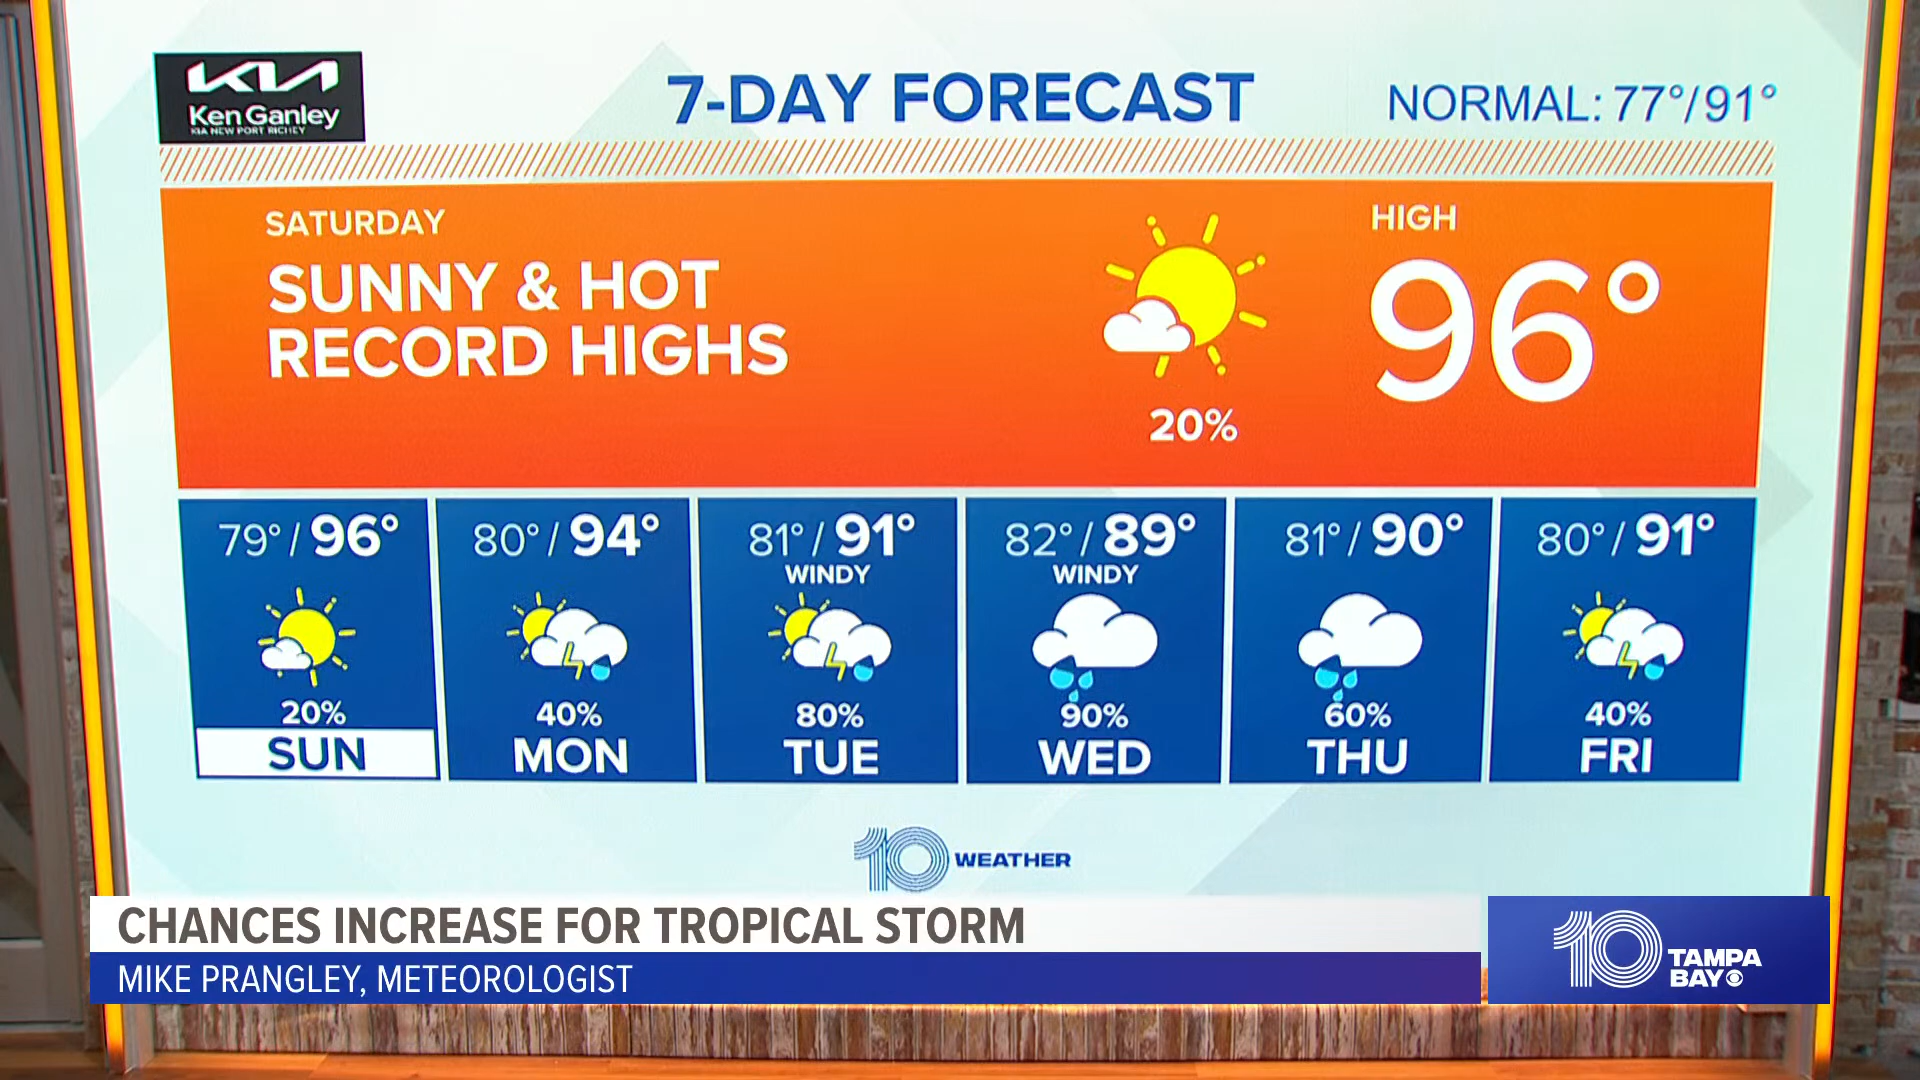 KIA
Ken Ganley
KIA NEW PORT RICHEY
7-DAY FORECAST
NORMAL: 77°/91°
SATURDAY
SUNNY & HOT
RECORD HIGHS
20%
HIGH
96°
79°/96°
20%
SUN
80°/94°
40%
MON
81°/91°
WINDY
80%
TUE
82°/89°
WINDY
90%
WED
81°/90°
60%
THU
80°/91°
40%
FRI
10 WEATHER
CHANCES INCREASE FOR TROPICAL STORM
MIKE PRANGLEY, METEOROLOGIST
10 TAMPA
BAY